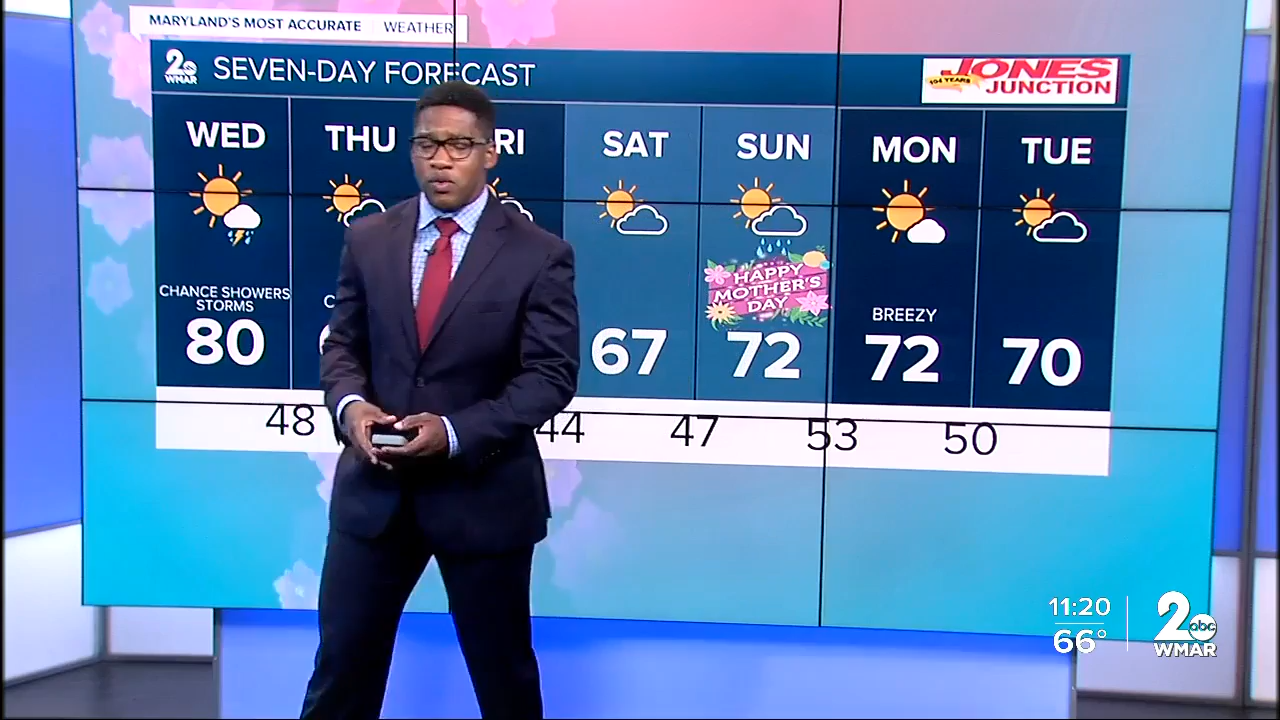 MARYLAND'S MOST ACCURATE | WEATHER
2 WMAR SEVEN-DAY FORECAST
104 YEARS JONES JUNCTION
WED THU RI SAT SUN MON TUE
HAPPY
MOTHER'S
DAY
CHANCE SHOWERS
STORMS
BREEZY
80 67 72 72 70
48 44 47 53 50
11:20
66°
2 abc
WMAR